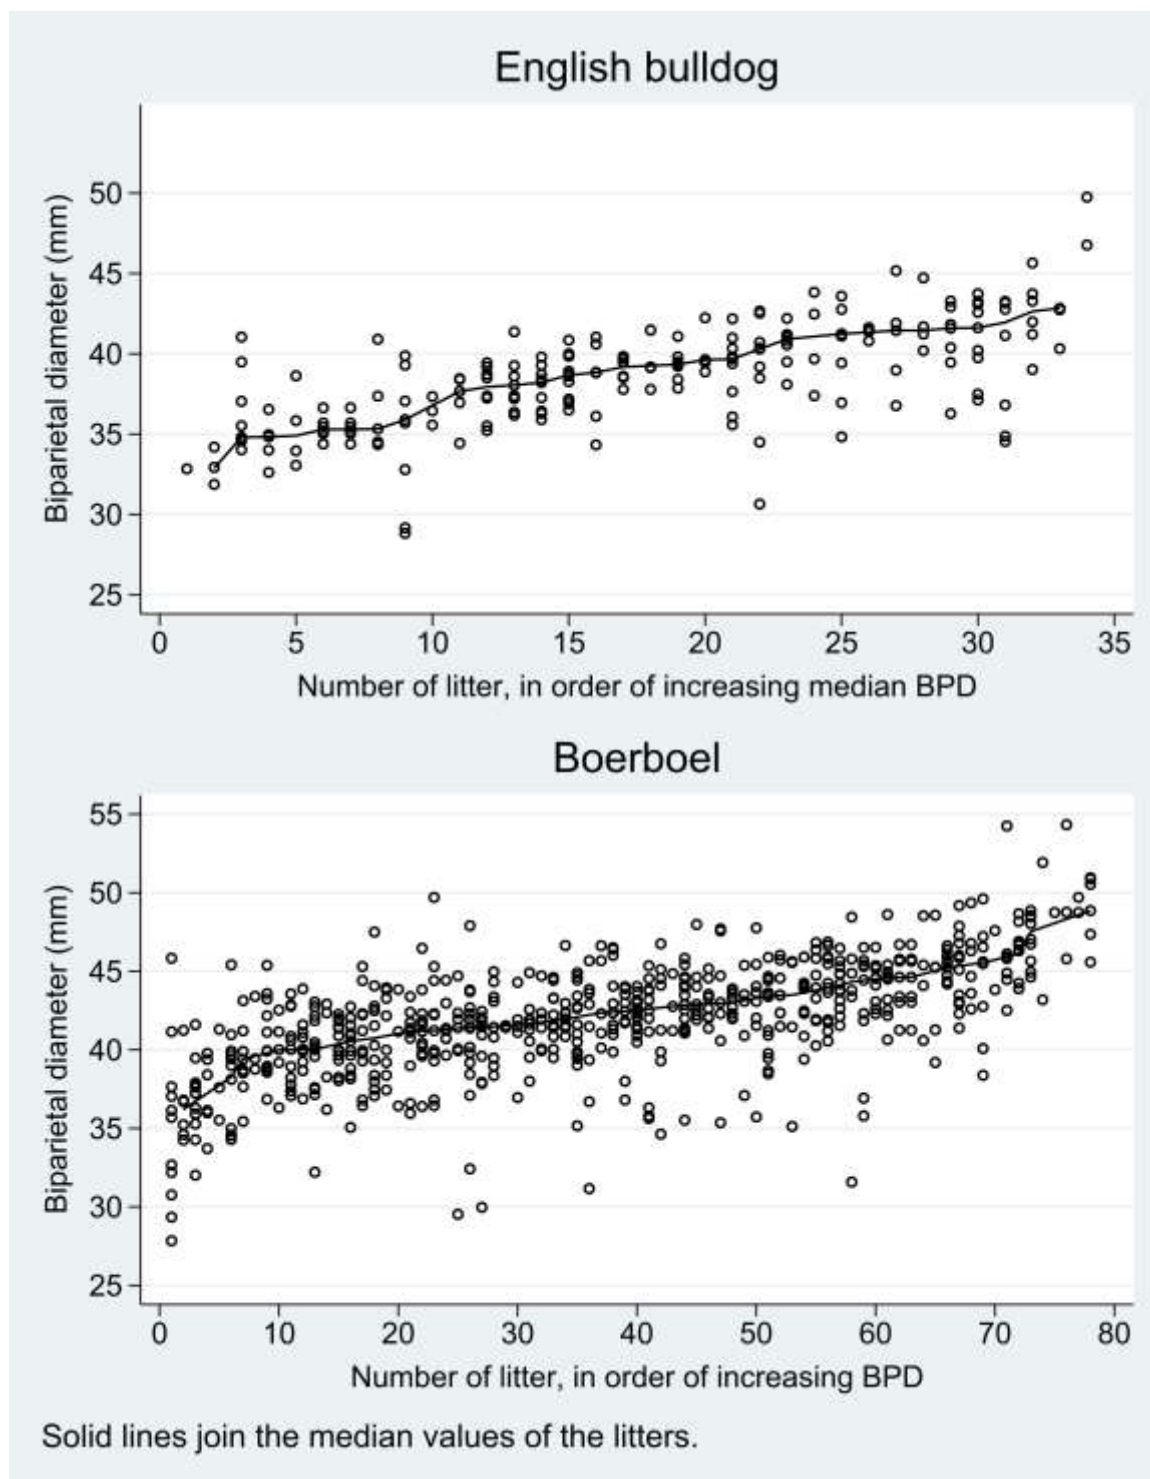 English bulldog
Biparietal diameter (mm)
50
45
40
35
30
25
0 5 10 15 20 25 30 35
Number of litter, in order of increasing median BPD
Boerboel
Biparietal diameter (mm)
55
50
45
40
35
30
25
0 10 20 30 40 50 60 70 80
Number of litter, in order of increasing BPD
Solid lines join the median values of the litters.